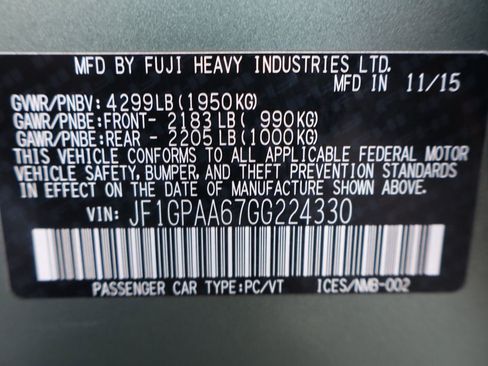 MFD BY FUJI HEAVY INDUSTRIES LTD.
MFD IN 11/15
GVWR/PNBV: 4299LB(1950KG)
GAWR/PNBE:FRONT- 2183LB( 990KG)
GAWR/PNBE:REAR - 2205LB(1000KG)
THIS VEHICLE CONFORMS TO ALL APPLICABLE FEDERAL MOTOR
VEHICLE SAFETY, BUMPER, AND THEFT PREVENTION STANDARDS
IN EFFECT ON THE DATE OF MANUFACTURE SHOWN ABOVE.
VIN: JF1GPAA67GG224330
PASSENGER CAR TYPE:PC/VT ICES/NMB-002